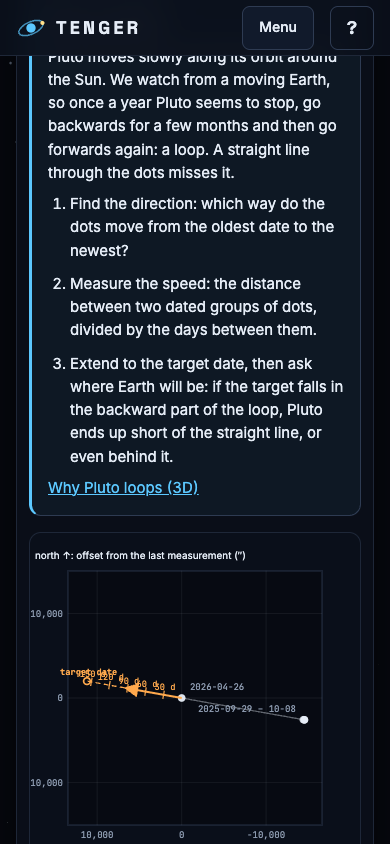 TENGER
Menu
?
Pluto moves slowly along its orbit around
the Sun. We watch from a moving Earth,
so once a year Pluto seems to stop, go
backwards for a few months and then go
forwards again: a loop. A straight line
through the dots misses it.
1. Find the direction: which way do the
dots move from the oldest date to the
newest?
2. Measure the speed: the distance
between two dated groups of dots,
divided by the days between them.
3. Extend to the target date, then ask
where Earth will be: if the target falls in
the backward part of the loop, Pluto
ends up short of the straight line, or
even behind it.
Why Pluto loops (3D)
north ↑: offset from the last measurement (″)
10,000
target date
120 d
90 d
60 d
30 d
2026-04-26
0
2025-09-29 – 10-08
10,000
10,000 0 -10,000